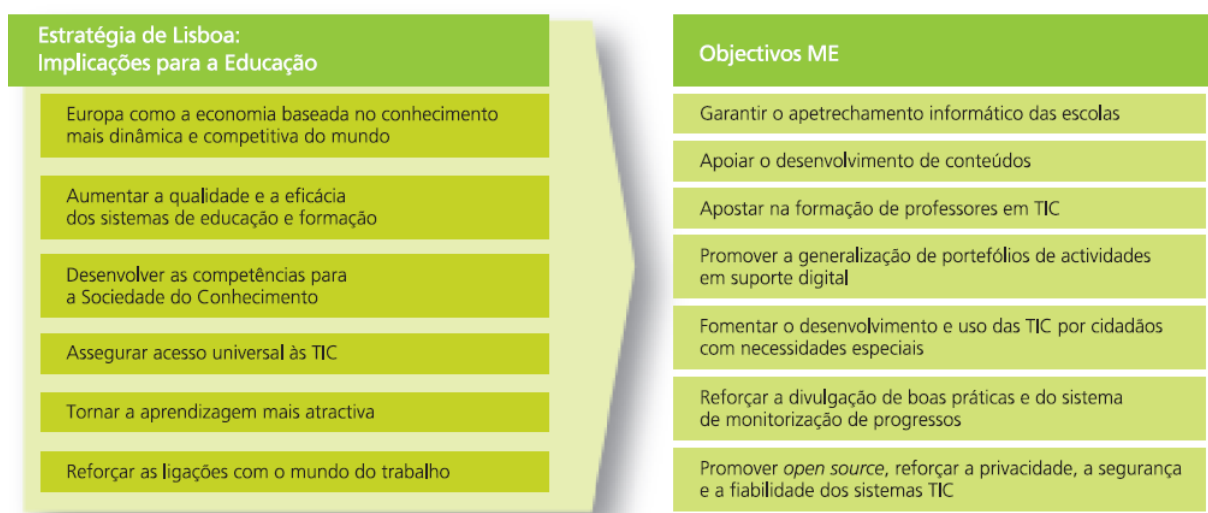 Estratégia de Lisboa:
Implicações para a Educação
Europa como a economia baseada no conhecimento
mais dinâmica e competitiva do mundo
Aumentar a qualidade e a eficácia
dos sistemas de educação e formação
Desenvolver as competências para
a Sociedade do Conhecimento
Assegurar acesso universal às TIC
Tornar a aprendizagem mais atractiva
Reforçar as ligações com o mundo do trabalho
Objectivos ME
Garantir o apetrechamento informático das escolas
Apoiar o desenvolvimento de conteúdos
Apostar na formação de professores em TIC
Promover a generalização de portefólios de actividades
em suporte digital
Fomentar o desenvolvimento e uso das TIC por cidadãos
com necessidades especiais
Reforçar a divulgação de boas práticas e do sistema
de monitorização de progressos
Promover open source, reforçar a privacidade, a segurança
e a fiabilidade dos sistemas TIC